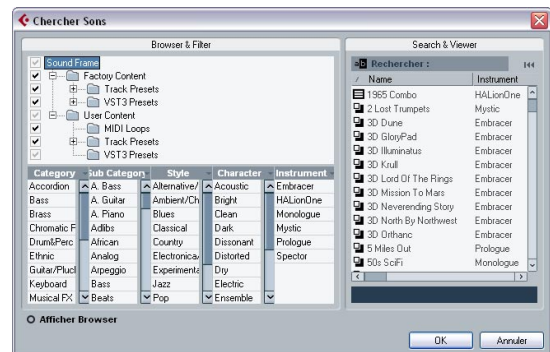 Chercher Sons
Browser & Filter
Sound Frame
Factory Content
Track Presets
VST3 Presets
User Content
MIDI Loops
Track Presets
VST3 Presets
Category Sub Category Style Character Instrument
Accordion A. Bass Alternative/ Acoustic Embracer
Bass A. Guitar Ambient/Ch Bright HALionOne
Brass A. Piano Blues Clean Monologue
Chromatic F Adlibs Classical Dark Mystic
Drum&Perc African Country Dissonant Prologue
Ethnic Analog Electronica Distorted Spector
Guitar/Pluck Arpeggio Experimenta Dry
Keyboard Bass Jazz Electric
Musical FX Beats Pop Ensemble
Search & Viewer
Rechercher :
/ Name Instrument
1965 Combo HALionOne
2 Lost Trumpets Mystic
3D Dune Embracer
3D GloryPad Embracer
3D Illuminatus Embracer
3D Krull Embracer
3D Lord Of The Rings Embracer
3D Mission To Mars Embracer
3D Neverending Story Embracer
3D North By Northwest Embracer
3D Orthanc Embracer
5 Miles Out Prologue
50s SciFi Monologue
Afficher Browser
OK Annuler